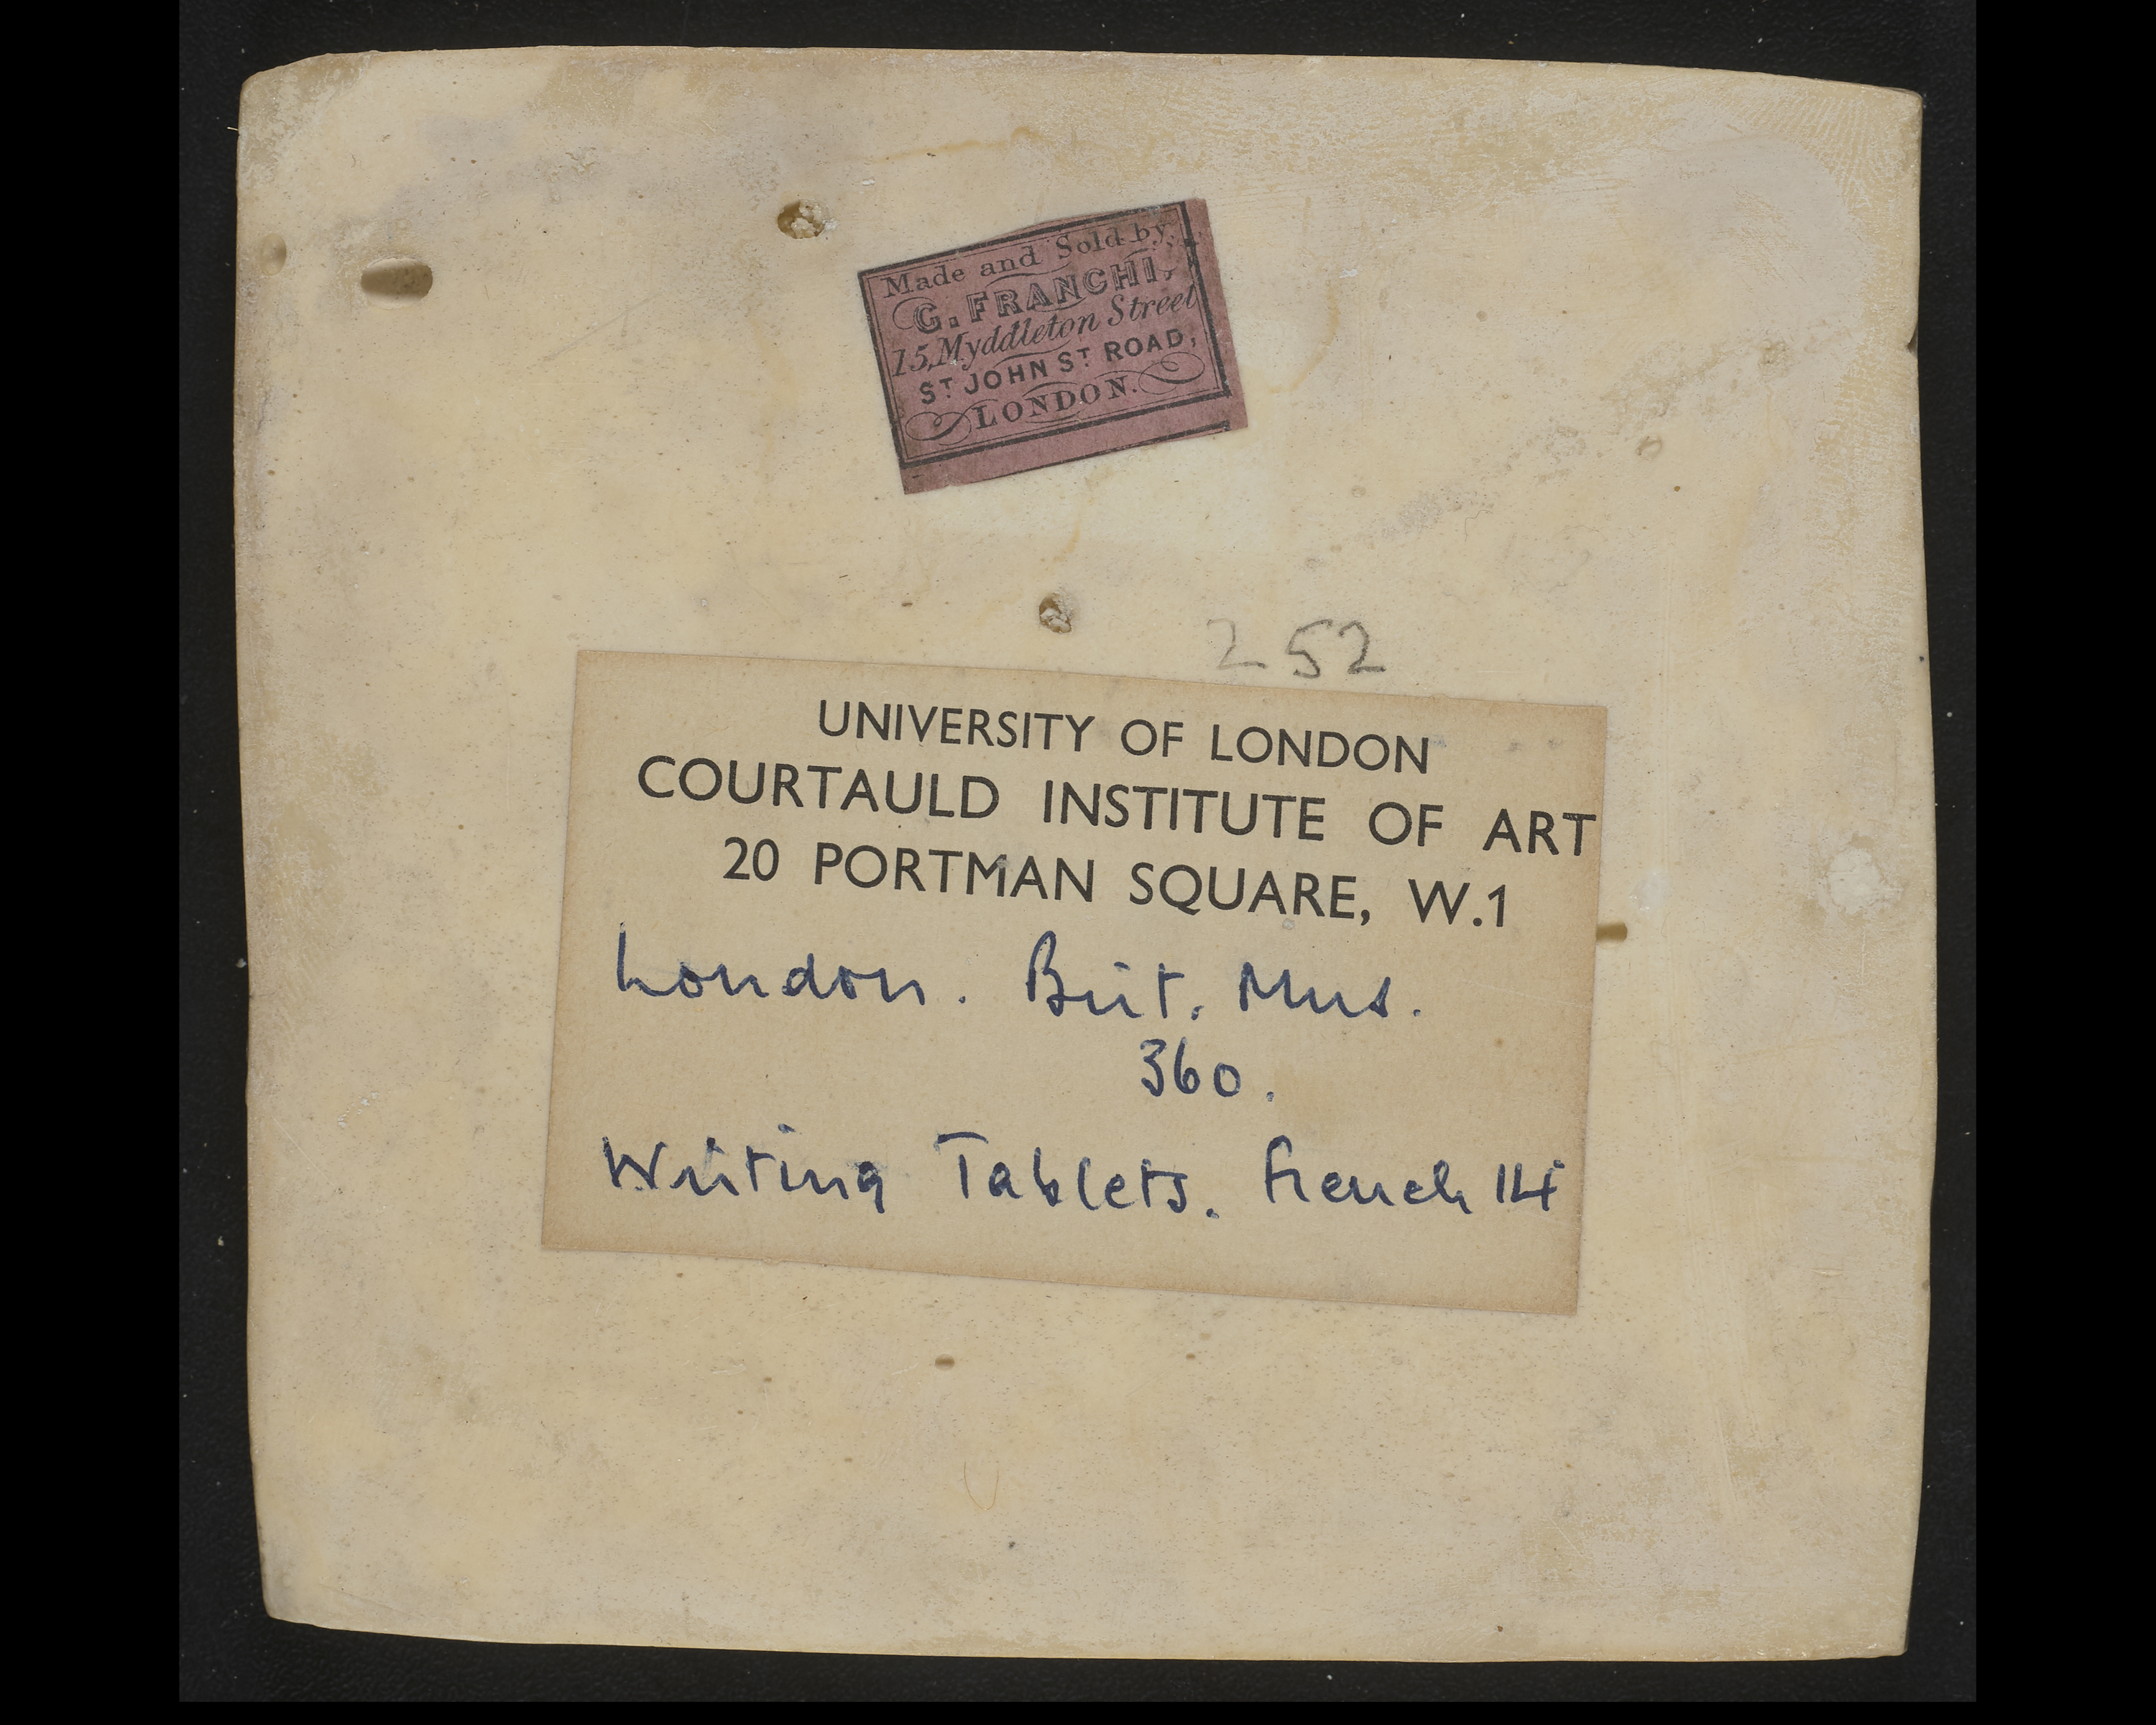 Made and Sold by
G. FRANCHI,
15, Myddleton Street
ST JOHN ST ROAD,
LONDON.
252
UNIVERSITY OF LONDON
COURTAULD INSTITUTE OF ART
20 PORTMAN SQUARE, W.1
London. Brit. Mus.
360.
Writing Tablets. French 14